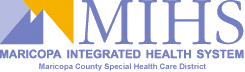 MIHS
MARICOPA INTEGRATED HEALTH SYSTEM
Maricopa County Special Health Care District